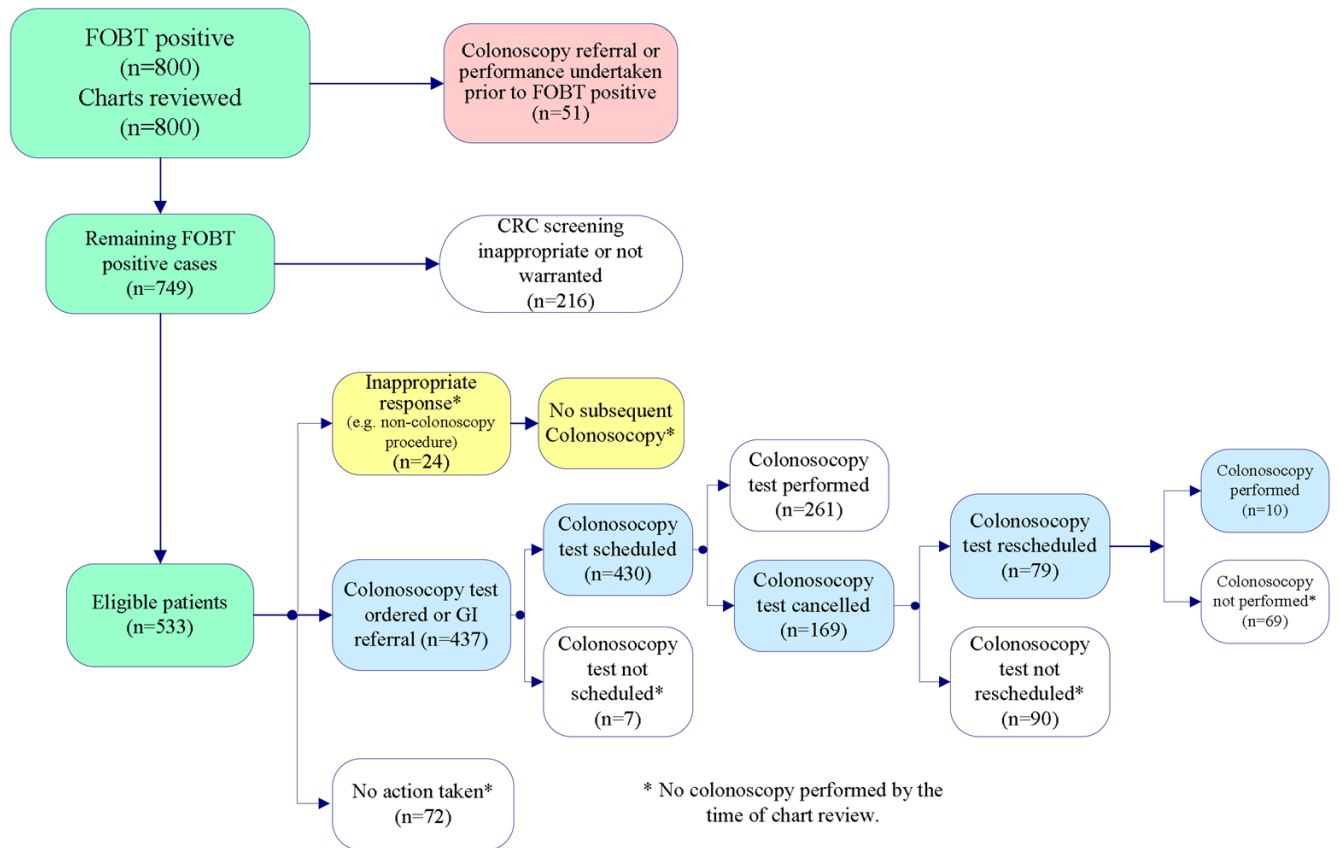 FOBT positive
(n=800)
Charts reviewed
(n=800)
Colonoscopy referral or
performance undertaken
prior to FOBT positive
(n=51)
Remaining FOBT
positive cases
(n=749)
CRC screening
inappropriate or not
warranted
(n=216)
Inappropriate
response*
(e.g. non-colonoscopy
procedure)
(n=24)
No subsequent
Colonosocopy*
Eligible patients
(n=533)
Colonosocopy test
ordered or GI
referral (n=437)
Colonosocopy
test scheduled
(n=430)
Colonosocopy
test not
scheduled*
(n=7)
Colonosocopy
test performed
(n=261)
Colonosocopy
test cancelled
(n=169)
Colonosocopy
test rescheduled
(n=79)
Colonosocopy
test not
rescheduled*
(n=90)
Colonosocopy
performed
(n=10)
Colonosocopy
not performed*
(n=69)
No action taken*
(n=72)
* No colonoscopy performed by the
time of chart review.